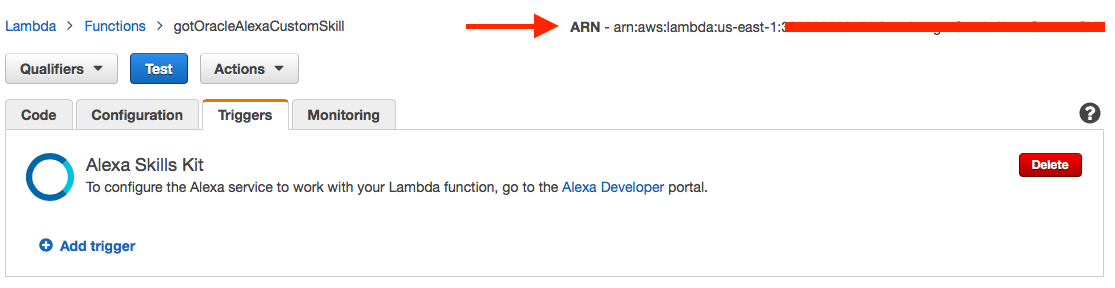 Lambda > Functions > gotOracleAlexaCustomSkill
ARN - arn:aws:lambda:us-east-1:3
Qualifiers Test Actions
Code Configuration Triggers Monitoring
?
Alexa Skills Kit
Delete
To configure the Alexa service to work with your Lambda function, go to the Alexa Developer portal.
Add trigger